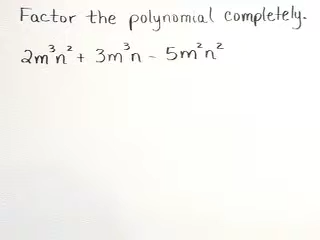 Factor the polynomial completely.
2m³n² + 3m³n - 5m²n²